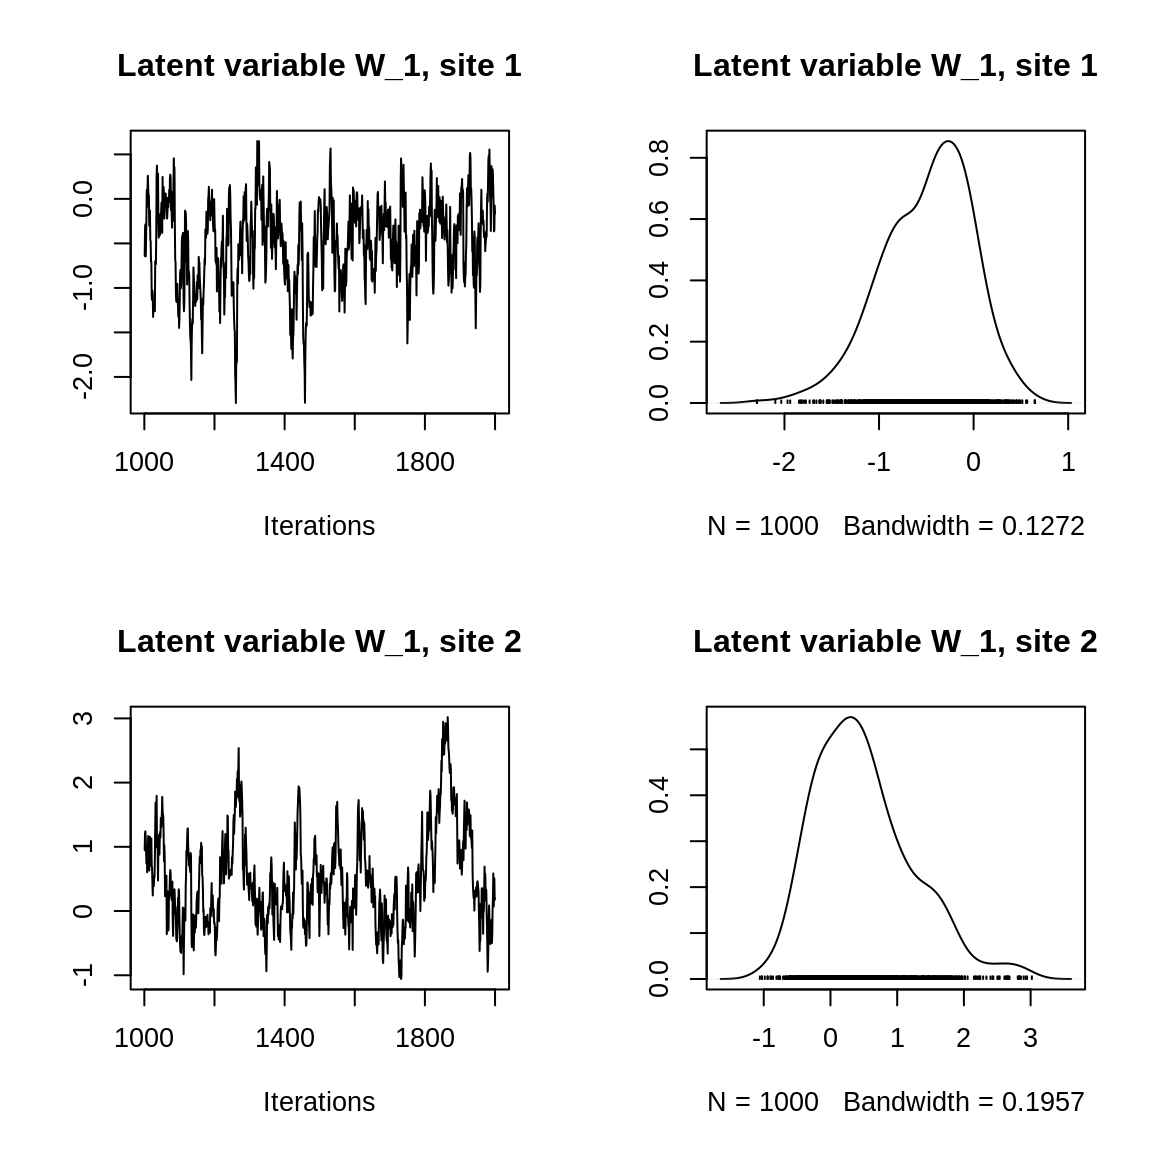 Latent variable W_1, site 1
0.0
-1.0
-2.0
1000 1400 1800
Iterations
Latent variable W_1, site 1
0.8
0.6
0.4
0.2
0.0
-2 -1 0 1
N = 1000 Bandwidth = 0.1272
Latent variable W_1, site 2
3
2
1
0
-1
1000 1400 1800
Iterations
Latent variable W_1, site 2
0.4
0.2
0.0
-1 0 1 2 3
N = 1000 Bandwidth = 0.1957